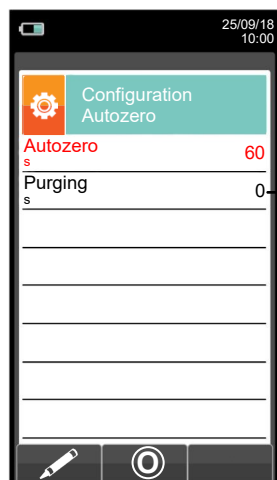 25/09/18
10:00
Configuration
Autozero
Autozero 60
s
Purging 0
s